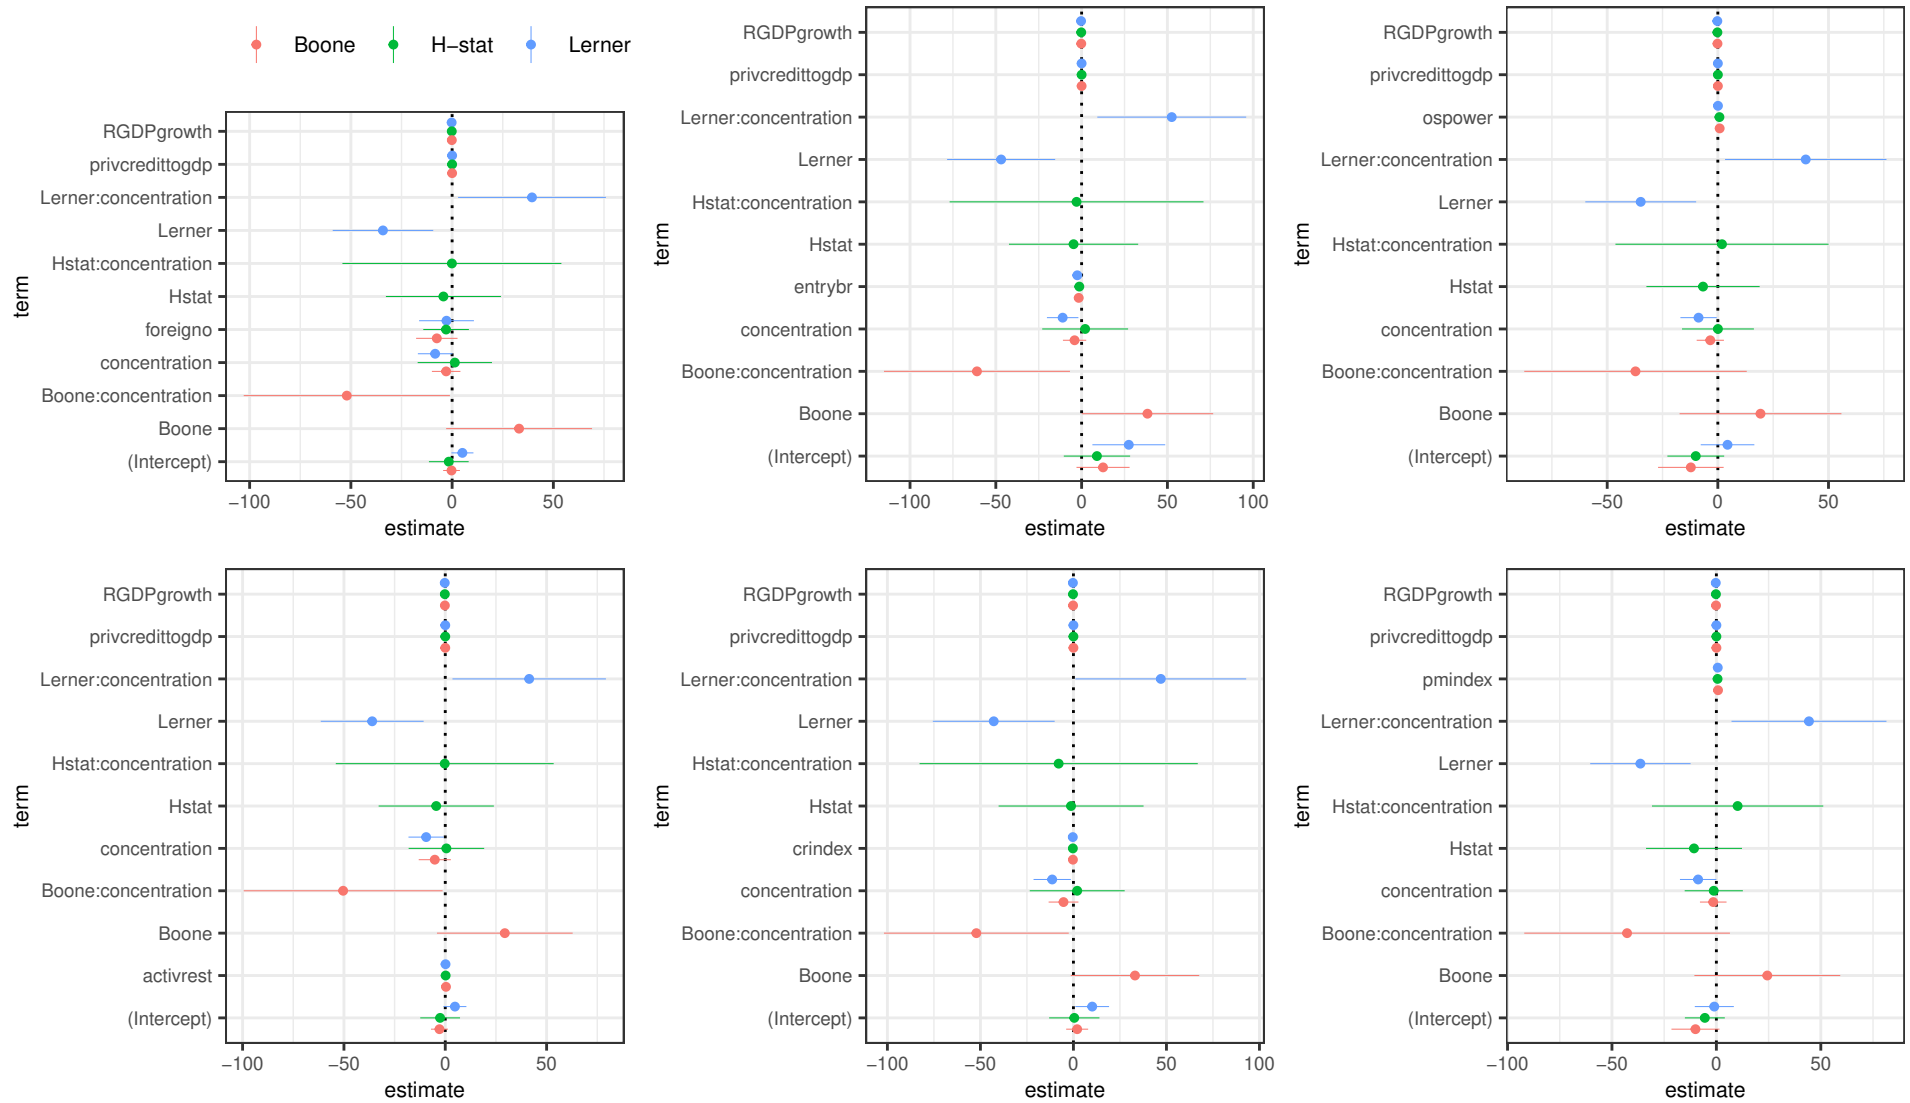 Boone H−stat Lerner
RGDPgrowth
privcredittogdp
Lerner:concentration
Lerner
Hstat:concentration
Hstat
foreigno
concentration
Boone:concentration
Boone
(Intercept)
term
−100 −50 0 50
estimate
RGDPgrowth
privcredittogdp
Lerner:concentration
Lerner
Hstat:concentration
Hstat
entrybr
concentration
Boone:concentration
Boone
(Intercept)
term
−100 −50 0 50 100
estimate
RGDPgrowth
privcredittogdp
ospower
Lerner:concentration
Lerner
Hstat:concentration
Hstat
concentration
Boone:concentration
Boone
(Intercept)
term
−50 0 50
estimate
RGDPgrowth
privcredittogdp
Lerner:concentration
Lerner
Hstat:concentration
Hstat
concentration
Boone:concentration
Boone
activrest
(Intercept)
term
−100 −50 0 50
estimate
RGDPgrowth
privcredittogdp
Lerner:concentration
Lerner
Hstat:concentration
Hstat
crindex
concentration
Boone:concentration
Boone
(Intercept)
term
−100 −50 0 50 100
estimate
RGDPgrowth
privcredittogdp
pmindex
Lerner:concentration
Lerner
Hstat:concentration
Hstat
concentration
Boone:concentration
Boone
(Intercept)
term
−100 −50 0 50
estimate